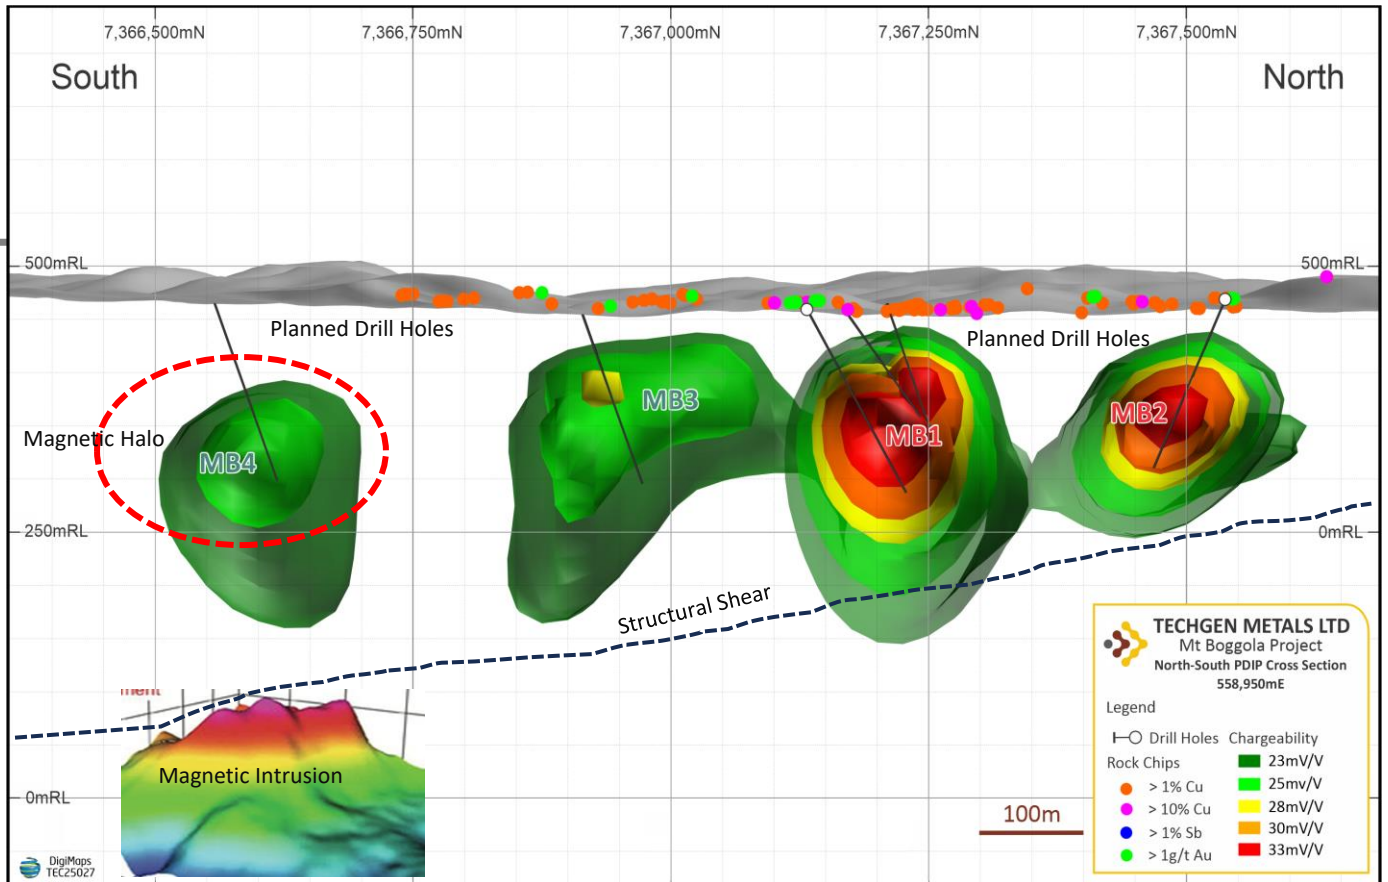 7,366,500mN
7,366,750mN
7,367,000mN
7,367,250mN
7,367,500mN
South
North
500mRL
500mRL
Planned Drill Holes
Planned Drill Holes
Magnetic Halo
MB4
MB3
MB1
MB2
250mRL
0mRL
Structural Shear
ment
Magnetic Intrusion
0mRL
100m
TECHGEN METALS LTD
Mt Boggola Project
North-South PDIP Cross Section
558,950mE
Legend
Drill Holes
Rock Chips
> 1% Cu
> 10% Cu
> 1% Sb
> 1g/t Au
Chargeability
23mV/V
25mv/V
28mV/V
30mV/V
33mV/V
DigiMaps
TEC25027